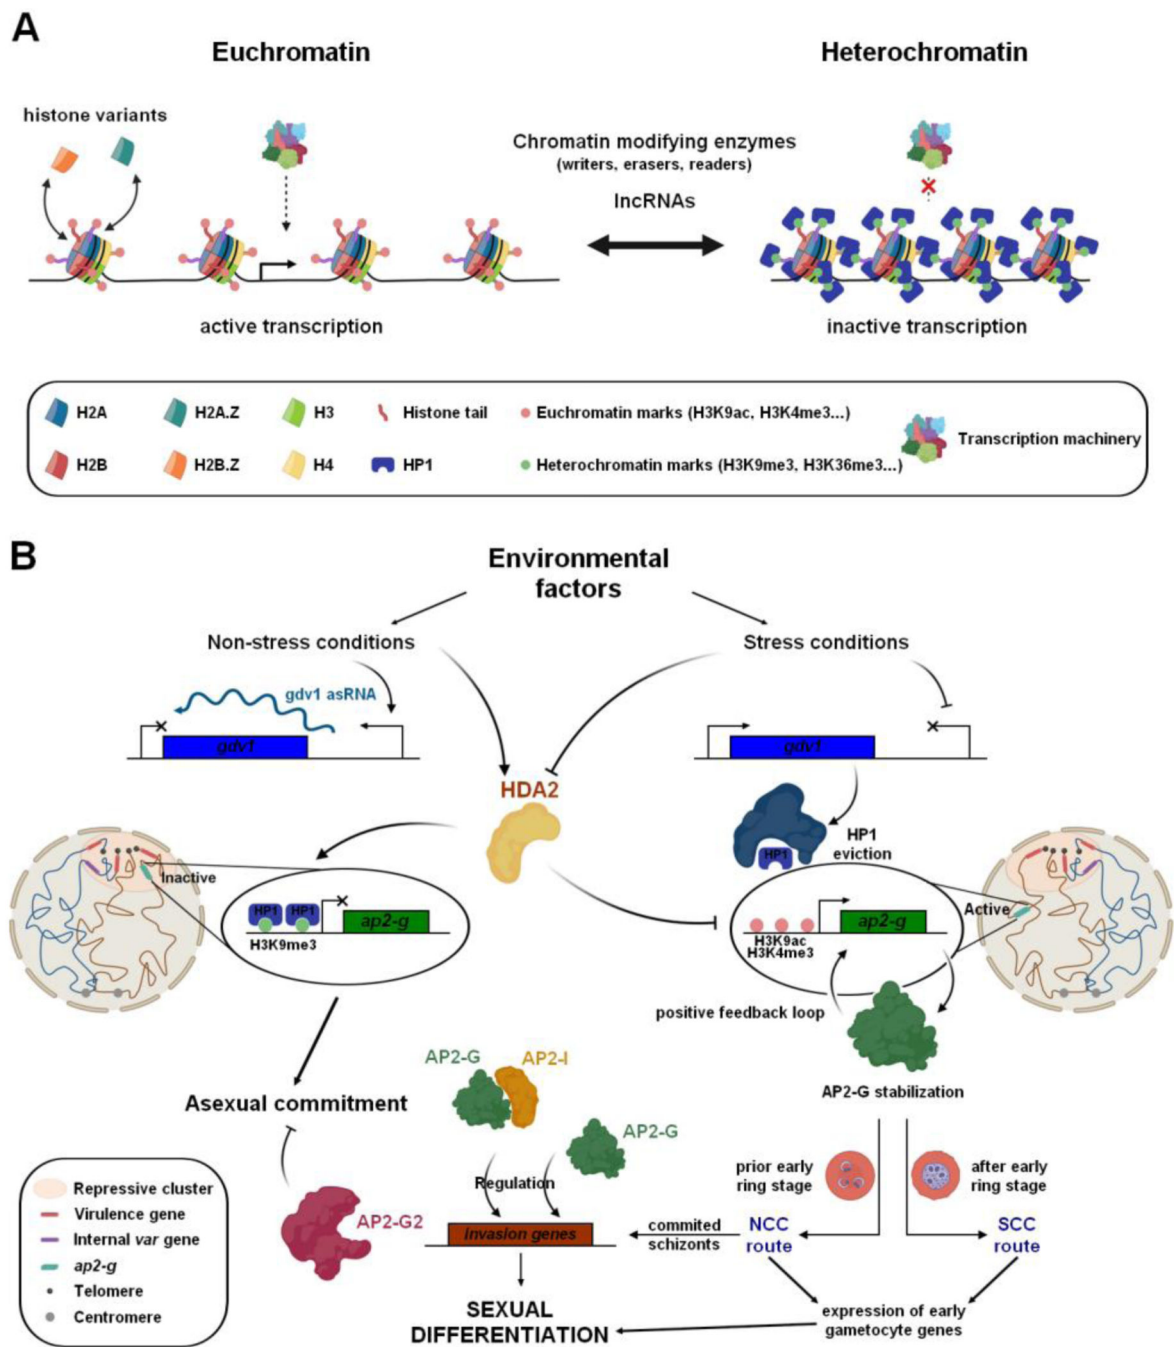 A
Euchromatin
Heterochromatin
histone variants
Chromatin modifying enzymes
(writers, erasers, readers)
lncRNAs
active transcription
inactive transcription
H2A
H2A.Z
H3
Histone tail
Euchromatin marks (H3K9ac, H3K4me3...)
Transcription machinery
H2B
H2B.Z
H4
HP1
Heterochromatin marks (H3K9me3, H3K36me3...)
B
Environmental
factors
Non-stress conditions
Stress conditions
gdv1 asRNA
gdv1
gdv1
HDA2
HP1
HP1
eviction
Inactive
HP1
HP1
ap2-g
H3K9me3
Active
ap2-g
H3K9ac
H3K4me3
positive feedback loop
AP2-G
AP2-I
AP2-G stabilization
Asexual commitment
AP2-G
prior early
ring stage
after early
ring stage
Regulation
AP2-G2
invasion genes
commited
schizonts
NCC
route
SCC
route
SEXUAL
DIFFERENTIATION
expression of early
gametocyte genes
Repressive cluster
Virulence gene
Internal var gene
ap2-g
Telomere
Centromere